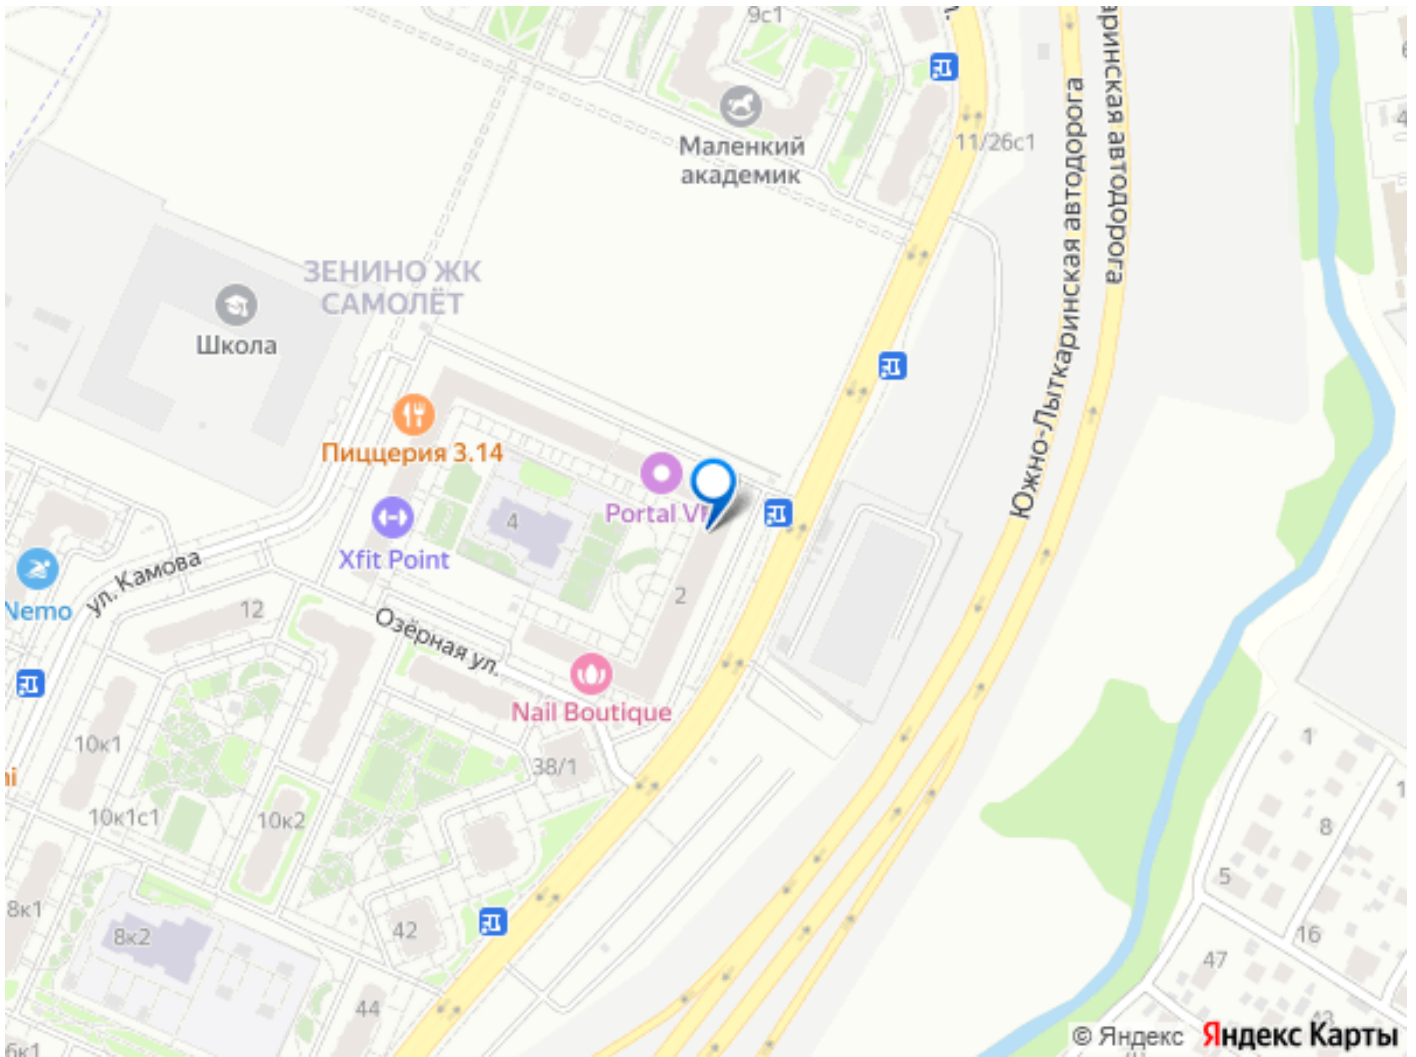 9с1
Маленкий
академик
11/26с1
Южно-Лыткаринская автодорога
аринская автодорога
ЗЕНИНО ЖК
САМОЛЁТ
Школа
Пиццерия 3.14
Portal V
4
Xfit Point
ул. Камова
Nemo
12
2
Озёрная ул.
Nail Boutique
10к1
38/1
10к1с1
10к2
1
8
5
16
47
8к1
8к2
42
44
6к1
© Яндекс Яндекс Карты